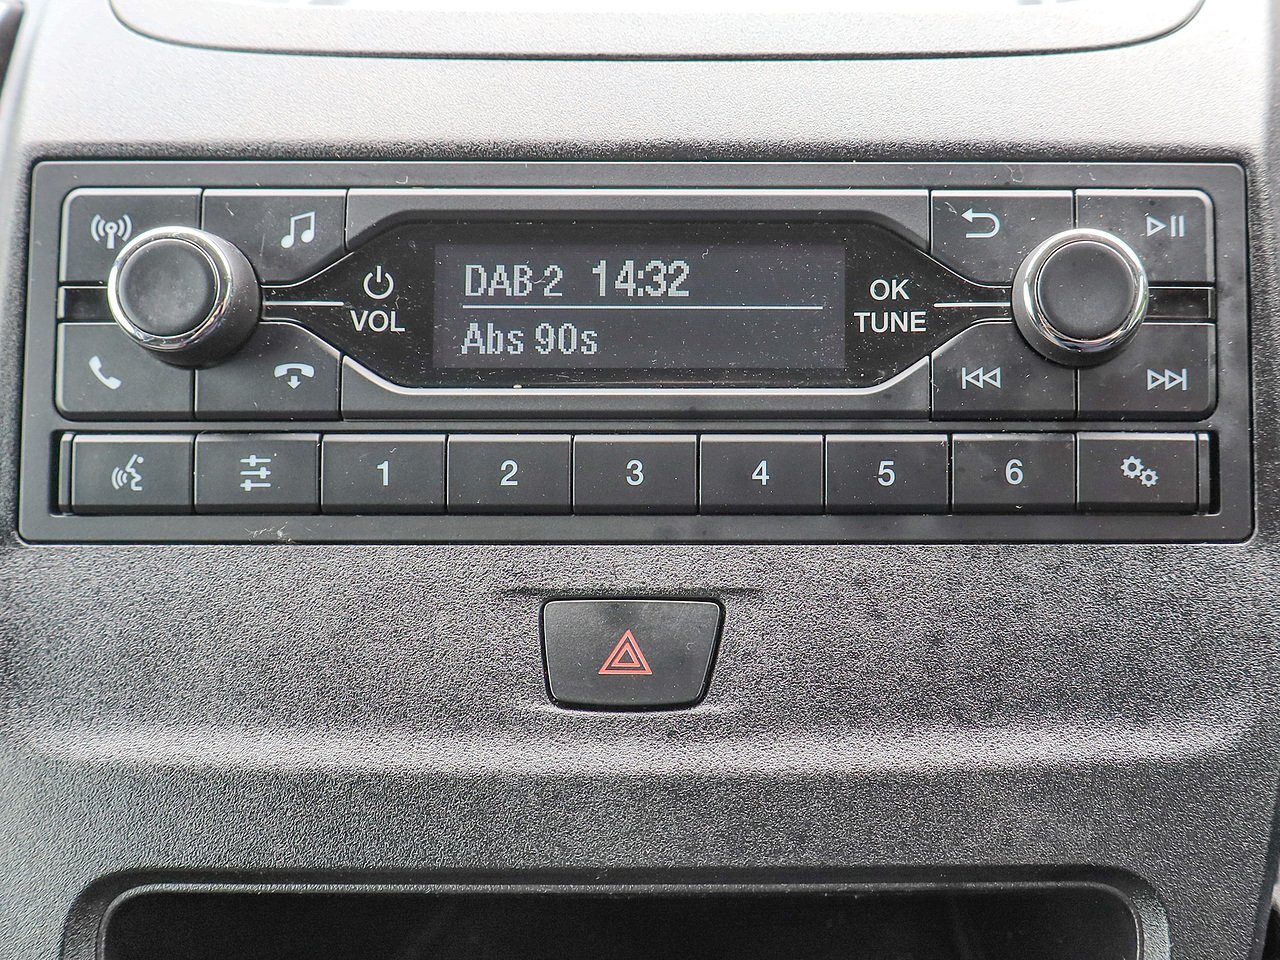 DAB 2 14:32
VOL
OK
TUNE
Abs 90s
1 2 3 4 5 6